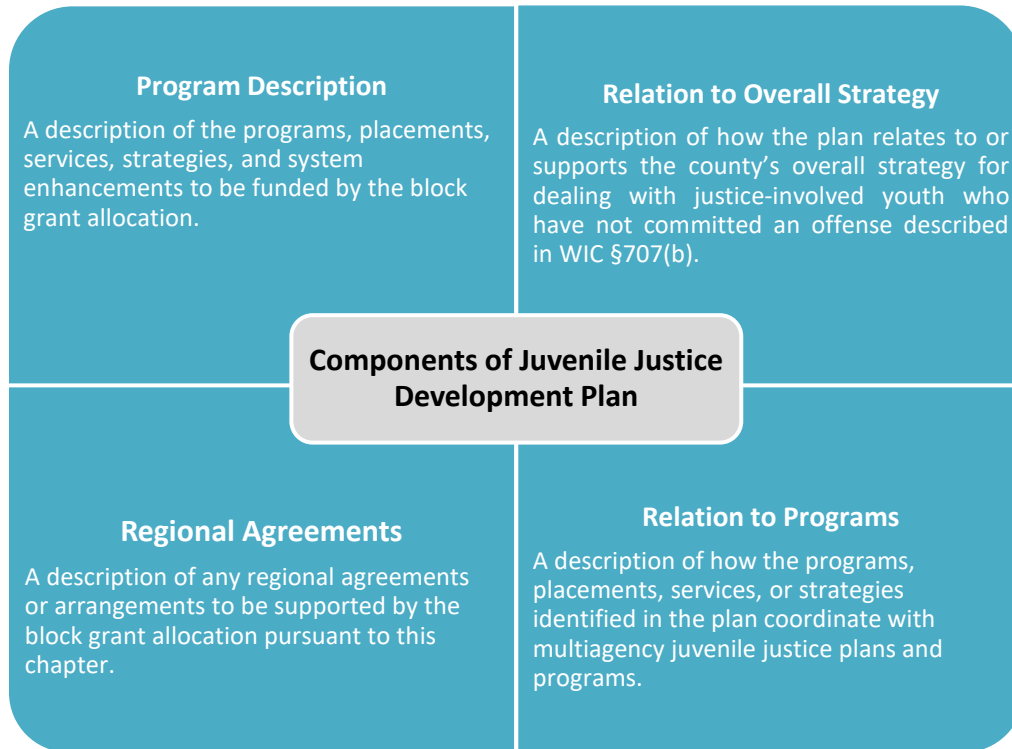 Program Description
A description of the programs, placements,
services, strategies, and system
enhancements to be funded by the block
grant allocation.
Relation to Overall Strategy
A description of how the plan relates to or
supports the county’s overall strategy for
dealing with justice-involved youth who
have not committed an offense described
in WIC §707(b).
Components of Juvenile Justice
Development Plan
Regional Agreements
A description of any regional agreements
or arrangements to be supported by the
block grant allocation pursuant to this
chapter.
Relation to Programs
A description of how the programs,
placements, services, or strategies
identified in the plan coordinate with
multiagency juvenile justice plans and
programs.